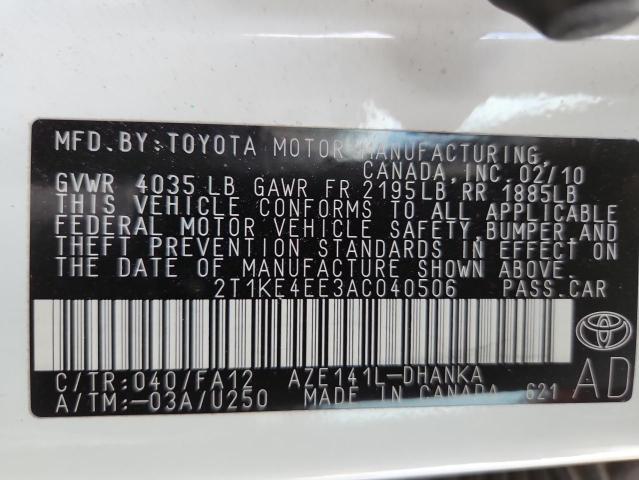 MFD. BY: TOYOTA MOTOR MANUFACTURING,
CANADA, INC. 02/10
GVWR 4035 LB GAWR FR 2195LB RR 1885LB
THIS VEHICLE CONFORMS TO ALL APPLICABLE
FEDERAL MOTOR VEHICLE SAFETY, BUMPER, AND
THEFT PREVENTION STANDARDS IN EFFECT ON
THE DATE OF MANUFACTURE SHOWN ABOVE.
2T1KE4EE3AC040506 PASS. CAR
C/TR: 040/FA12 AZE141L-DHANKA
A/TM: -03A/U250 MADE IN CANADA 621
AD